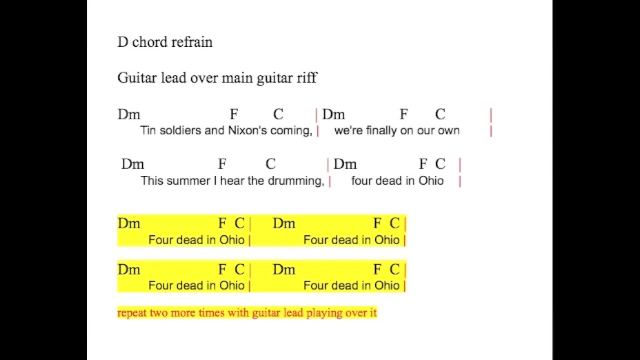 D chord refrain
Guitar lead over main guitar riff
Dm F C | Dm F C |
Tin soldiers and Nixon's coming, | we're finally on our own |
Dm F C | Dm F C |
This summer I hear the drumming, | four dead in Ohio |
Dm F C | Dm F C |
Four dead in Ohio | Four dead in Ohio |
Dm F C | Dm F C |
Four dead in Ohio | Four dead in Ohio |
repeat two more times with guitar lead playing over it